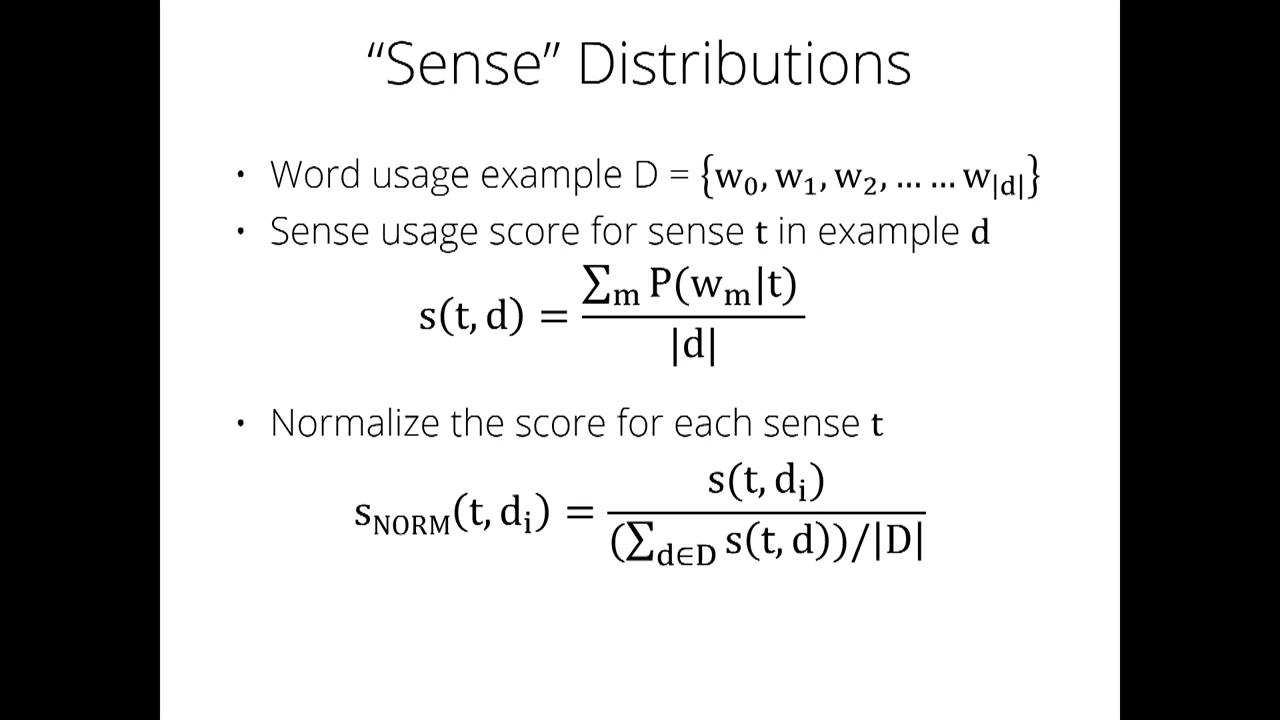 “Sense” Distributions
• Word usage example D = {w₀, w₁, w₂, … … w|d|}
• Sense usage score for sense t in example d
s(t, d) = ∑ₘ P(wₘ|t) / |d|
• Normalize the score for each sense t
sNORM(t, dᵢ) = s(t, dᵢ) / (∑d∈D s(t, d))/|D|